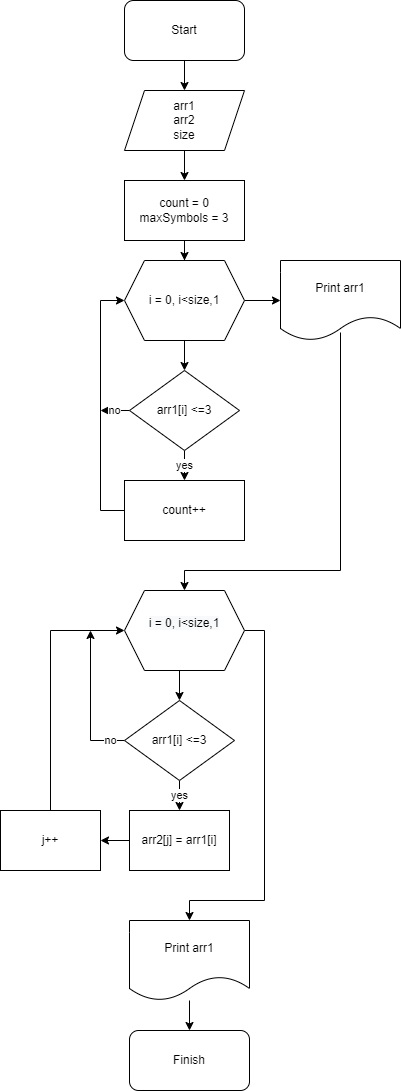 Start
arr1
arr2
size
count = 0
maxSymbols = 3
i = 0, i<size,1
Print arr1
arr1[i] <=3
no
yes
count++
i = 0, i<size,1
arr1[i] <=3
no
yes
j++
arr2[j] = arr1[i]
Print arr1
Finish